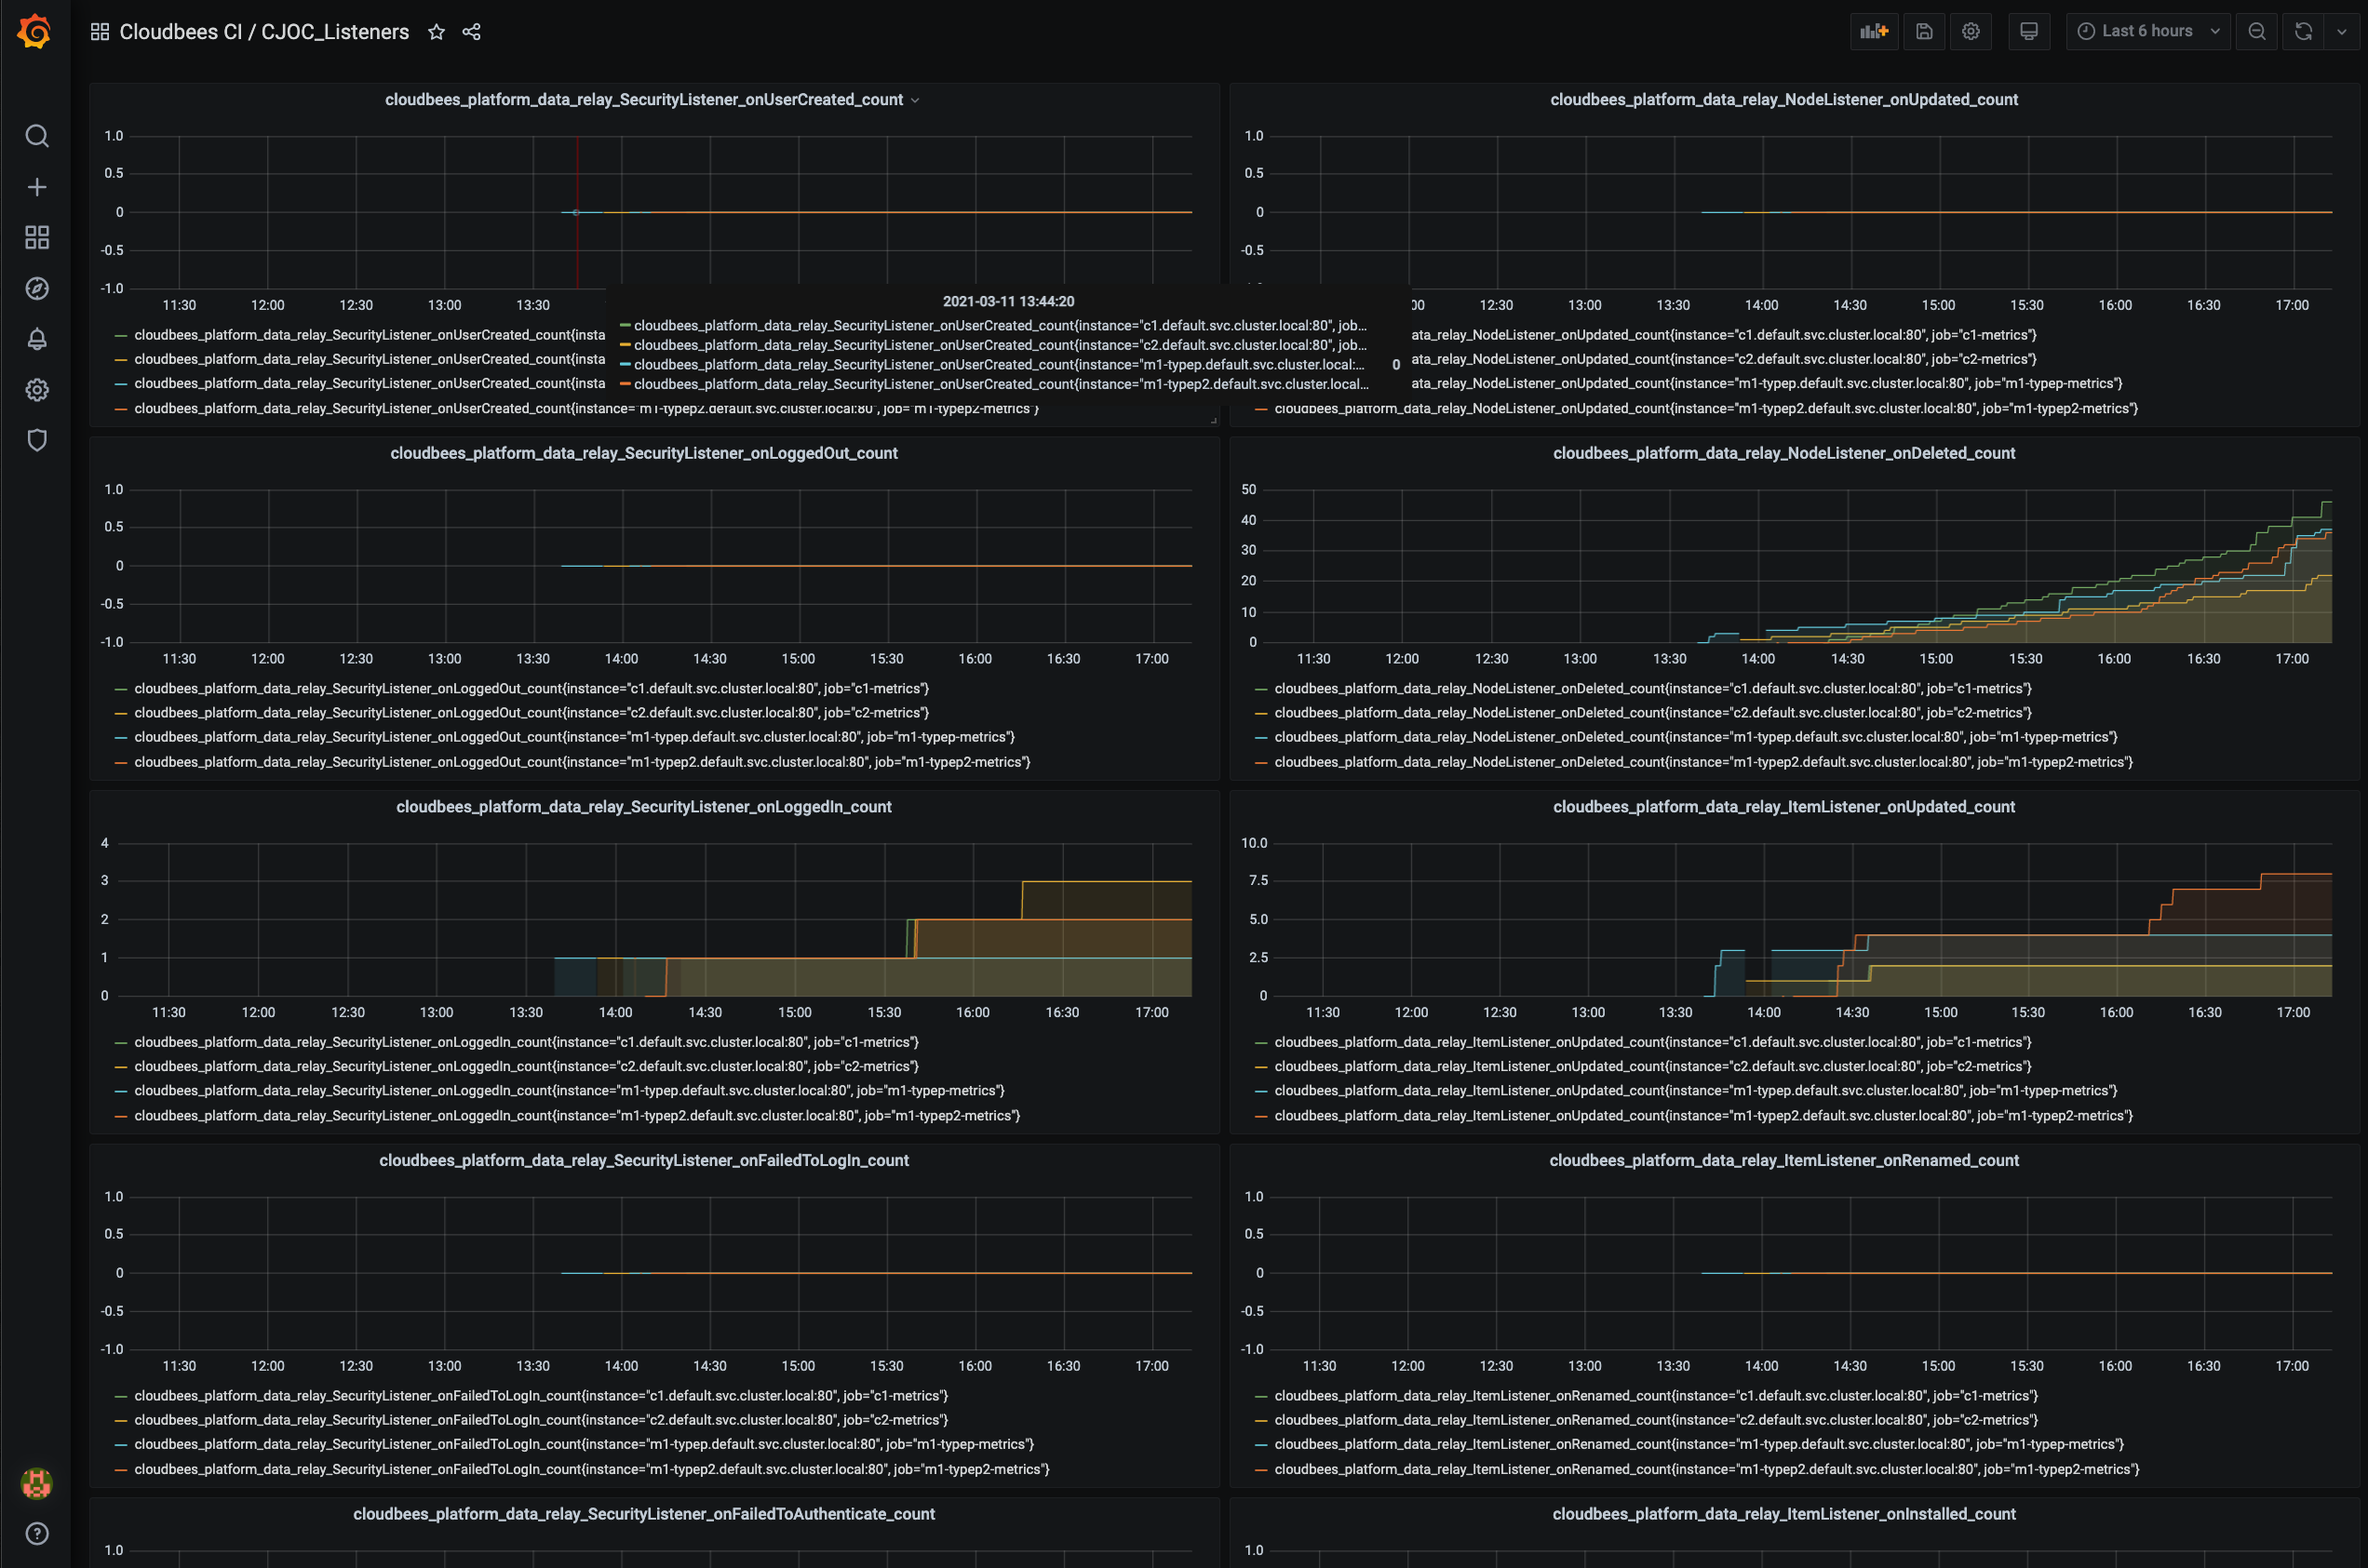 Cloudbees CI / CJOC_Listeners
Last 6 hours
cloudbees_platform_data_relay_SecurityListener_onUserCreated_count
1.0
0.5
0
-0.5
-1.0
11:30 12:00 12:30 13:00 13:30
cloudbees_platform_data_relay_SecurityListener_onUserCreated_count{insta
cloudbees_platform_data_relay_SecurityListener_onUserCreated_count{insta
cloudbees_platform_data_relay_SecurityListener_onUserCreated_count{insta
cloudbees_platform_data_relay_SecurityListener_onUserCreated_count{instance="m1-typep2.default.svc.cluster.local:80", job="m1-typep2-metrics"}
2021-03-11 13:44:20
cloudbees_platform_data_relay_SecurityListener_onUserCreated_count{instance="c1.default.svc.cluster.local:80", job...
cloudbees_platform_data_relay_SecurityListener_onUserCreated_count{instance="c2.default.svc.cluster.local:80", job...
cloudbees_platform_data_relay_SecurityListener_onUserCreated_count{instance="m1-typep.default.svc.cluster.local:... 0
cloudbees_platform_data_relay_SecurityListener_onUserCreated_count{instance="m1-typep2.default.svc.cluster.local...
cloudbees_platform_data_relay_NodeListener_onUpdated_count
1.0
0.5
0
-0.5
00 12:30 13:00 13:30 14:00 14:30 15:00 15:30 16:00 16:30 17:00
ata_relay_NodeListener_onUpdated_count{instance="c1.default.svc.cluster.local:80", job="c1-metrics"}
ata_relay_NodeListener_onUpdated_count{instance="c2.default.svc.cluster.local:80", job="c2-metrics"}
ata_relay_NodeListener_onUpdated_count{instance="m1-typep.default.svc.cluster.local:80", job="m1-typep-metrics"}
cloudbees_platform_data_relay_NodeListener_onUpdated_count{instance="m1-typep2.default.svc.cluster.local:80", job="m1-typep2-metrics"}
cloudbees_platform_data_relay_SecurityListener_onLoggedOut_count
1.0
0.5
0
-0.5
-1.0
11:30 12:00 12:30 13:00 13:30 14:00 14:30 15:00 15:30 16:00 16:30 17:00
cloudbees_platform_data_relay_SecurityListener_onLoggedOut_count{instance="c1.default.svc.cluster.local:80", job="c1-metrics"}
cloudbees_platform_data_relay_SecurityListener_onLoggedOut_count{instance="c2.default.svc.cluster.local:80", job="c2-metrics"}
cloudbees_platform_data_relay_SecurityListener_onLoggedOut_count{instance="m1-typep.default.svc.cluster.local:80", job="m1-typep-metrics"}
cloudbees_platform_data_relay_SecurityListener_onLoggedOut_count{instance="m1-typep2.default.svc.cluster.local:80", job="m1-typep2-metrics"}
cloudbees_platform_data_relay_NodeListener_onDeleted_count
50
40
30
20
10
0
11:30 12:00 12:30 13:00 13:30 14:00 14:30 15:00 15:30 16:00 16:30 17:00
cloudbees_platform_data_relay_NodeListener_onDeleted_count{instance="c1.default.svc.cluster.local:80", job="c1-metrics"}
cloudbees_platform_data_relay_NodeListener_onDeleted_count{instance="c2.default.svc.cluster.local:80", job="c2-metrics"}
cloudbees_platform_data_relay_NodeListener_onDeleted_count{instance="m1-typep.default.svc.cluster.local:80", job="m1-typep-metrics"}
cloudbees_platform_data_relay_NodeListener_onDeleted_count{instance="m1-typep2.default.svc.cluster.local:80", job="m1-typep2-metrics"}
cloudbees_platform_data_relay_SecurityListener_onLoggedIn_count
4
3
2
1
0
11:30 12:00 12:30 13:00 13:30 14:00 14:30 15:00 15:30 16:00 16:30 17:00
cloudbees_platform_data_relay_SecurityListener_onLoggedIn_count{instance="c1.default.svc.cluster.local:80", job="c1-metrics"}
cloudbees_platform_data_relay_SecurityListener_onLoggedIn_count{instance="c2.default.svc.cluster.local:80", job="c2-metrics"}
cloudbees_platform_data_relay_SecurityListener_onLoggedIn_count{instance="m1-typep.default.svc.cluster.local:80", job="m1-typep-metrics"}
cloudbees_platform_data_relay_SecurityListener_onLoggedIn_count{instance="m1-typep2.default.svc.cluster.local:80", job="m1-typep2-metrics"}
cloudbees_platform_data_relay_ItemListener_onUpdated_count
10.0
7.5
5.0
2.5
0
11:30 12:00 12:30 13:00 13:30 14:00 14:30 15:00 15:30 16:00 16:30 17:00
cloudbees_platform_data_relay_ItemListener_onUpdated_count{instance="c1.default.svc.cluster.local:80", job="c1-metrics"}
cloudbees_platform_data_relay_ItemListener_onUpdated_count{instance="c2.default.svc.cluster.local:80", job="c2-metrics"}
cloudbees_platform_data_relay_ItemListener_onUpdated_count{instance="m1-typep.default.svc.cluster.local:80", job="m1-typep-metrics"}
cloudbees_platform_data_relay_ItemListener_onUpdated_count{instance="m1-typep2.default.svc.cluster.local:80", job="m1-typep2-metrics"}
cloudbees_platform_data_relay_SecurityListener_onFailedToLogIn_count
1.0
0.5
0
-0.5
-1.0
11:30 12:00 12:30 13:00 13:30 14:00 14:30 15:00 15:30 16:00 16:30 17:00
cloudbees_platform_data_relay_SecurityListener_onFailedToLogIn_count{instance="c1.default.svc.cluster.local:80", job="c1-metrics"}
cloudbees_platform_data_relay_SecurityListener_onFailedToLogIn_count{instance="c2.default.svc.cluster.local:80", job="c2-metrics"}
cloudbees_platform_data_relay_SecurityListener_onFailedToLogIn_count{instance="m1-typep.default.svc.cluster.local:80", job="m1-typep-metrics"}
cloudbees_platform_data_relay_SecurityListener_onFailedToLogIn_count{instance="m1-typep2.default.svc.cluster.local:80", job="m1-typep2-metrics"}
cloudbees_platform_data_relay_ItemListener_onRenamed_count
1.0
0.5
0
-0.5
-1.0
11:30 12:00 12:30 13:00 13:30 14:00 14:30 15:00 15:30 16:00 16:30 17:00
cloudbees_platform_data_relay_ItemListener_onRenamed_count{instance="c1.default.svc.cluster.local:80", job="c1-metrics"}
cloudbees_platform_data_relay_ItemListener_onRenamed_count{instance="c2.default.svc.cluster.local:80", job="c2-metrics"}
cloudbees_platform_data_relay_ItemListener_onRenamed_count{instance="m1-typep.default.svc.cluster.local:80", job="m1-typep-metrics"}
cloudbees_platform_data_relay_ItemListener_onRenamed_count{instance="m1-typep2.default.svc.cluster.local:80", job="m1-typep2-metrics"}
cloudbees_platform_data_relay_SecurityListener_onFailedToAuthenticate_count
1.0
cloudbees_platform_data_relay_ItemListener_onInstalled_count
1.0